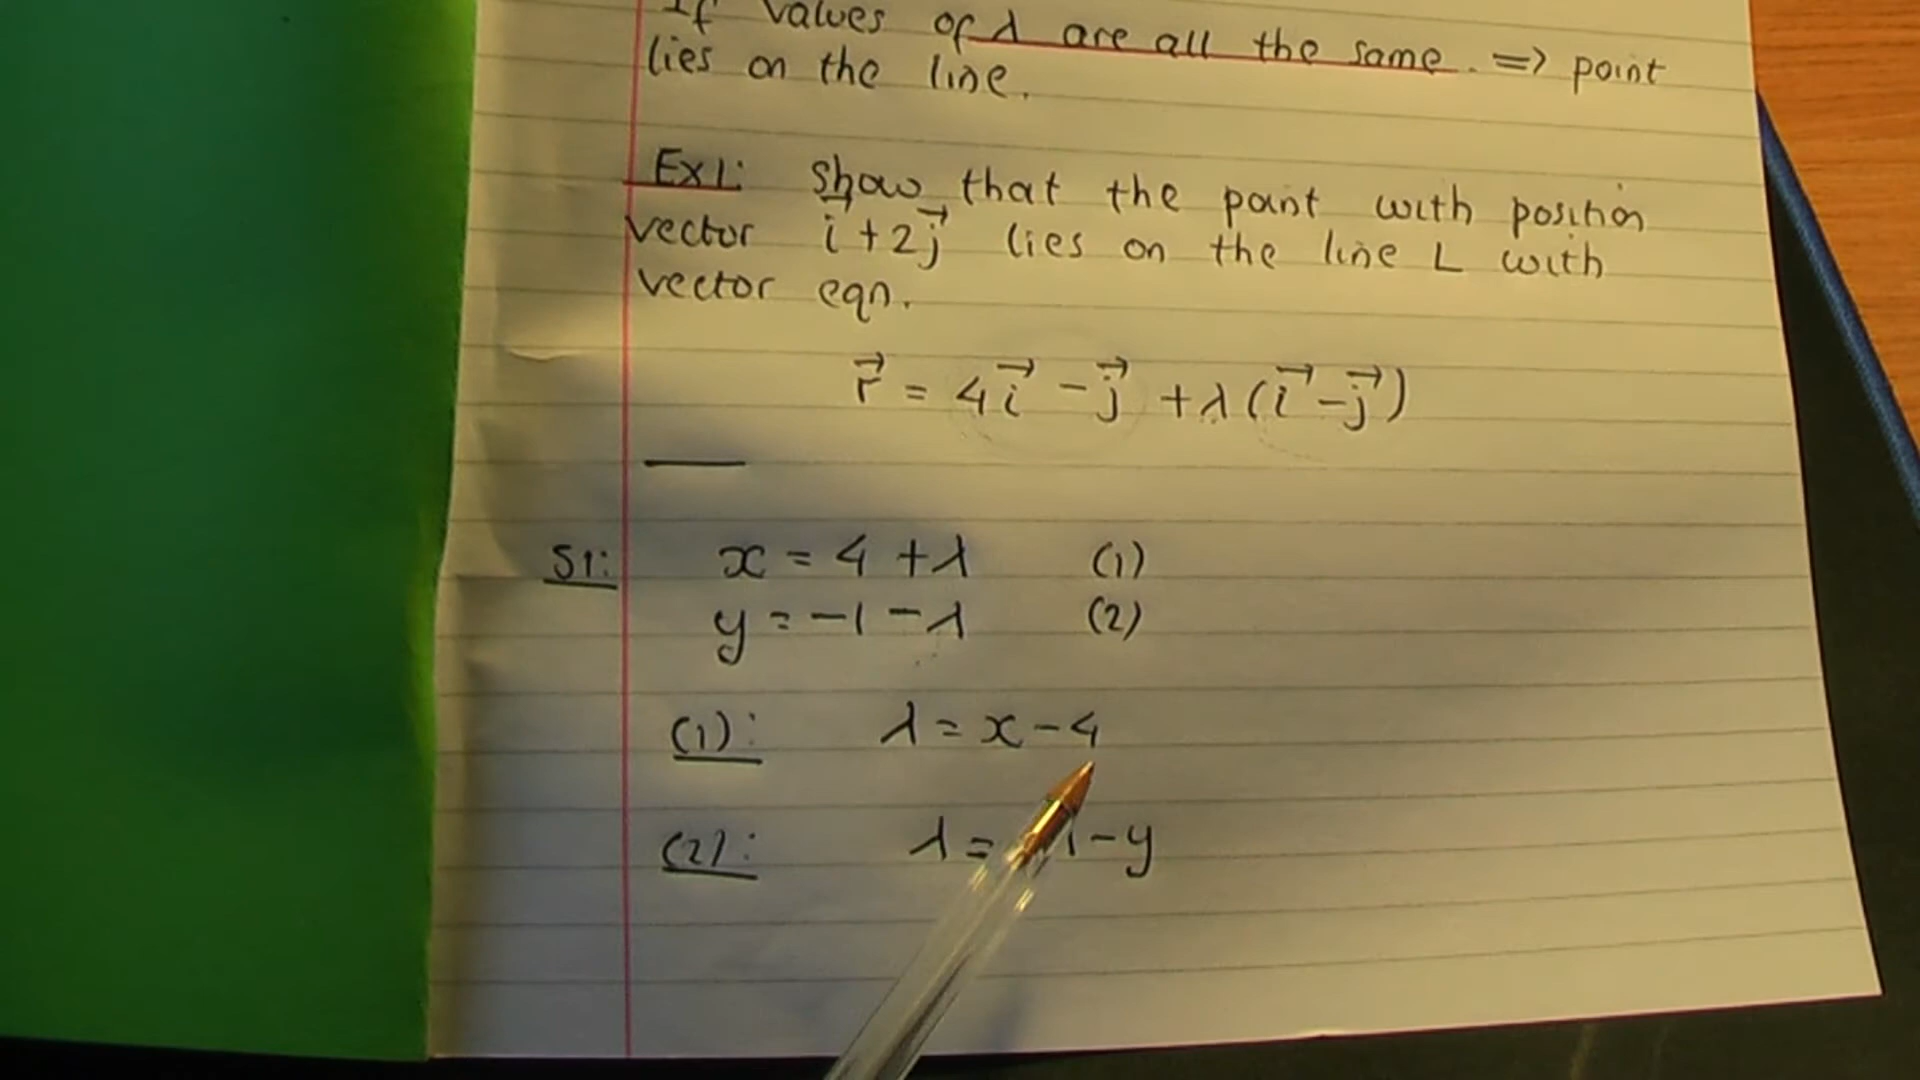 If values of λ are all the same. => point
lies on the line.
Ex1: Show that the point with position
vector i⃗ + 2j⃗ lies on the line L with
vector eqn.
r⃗ = 4i⃗ - j⃗ + λ(i⃗ - j⃗)
S1: x = 4 + λ (1)
y = -1 - λ (2)
(1): λ = x - 4
(2): λ = 1 - y